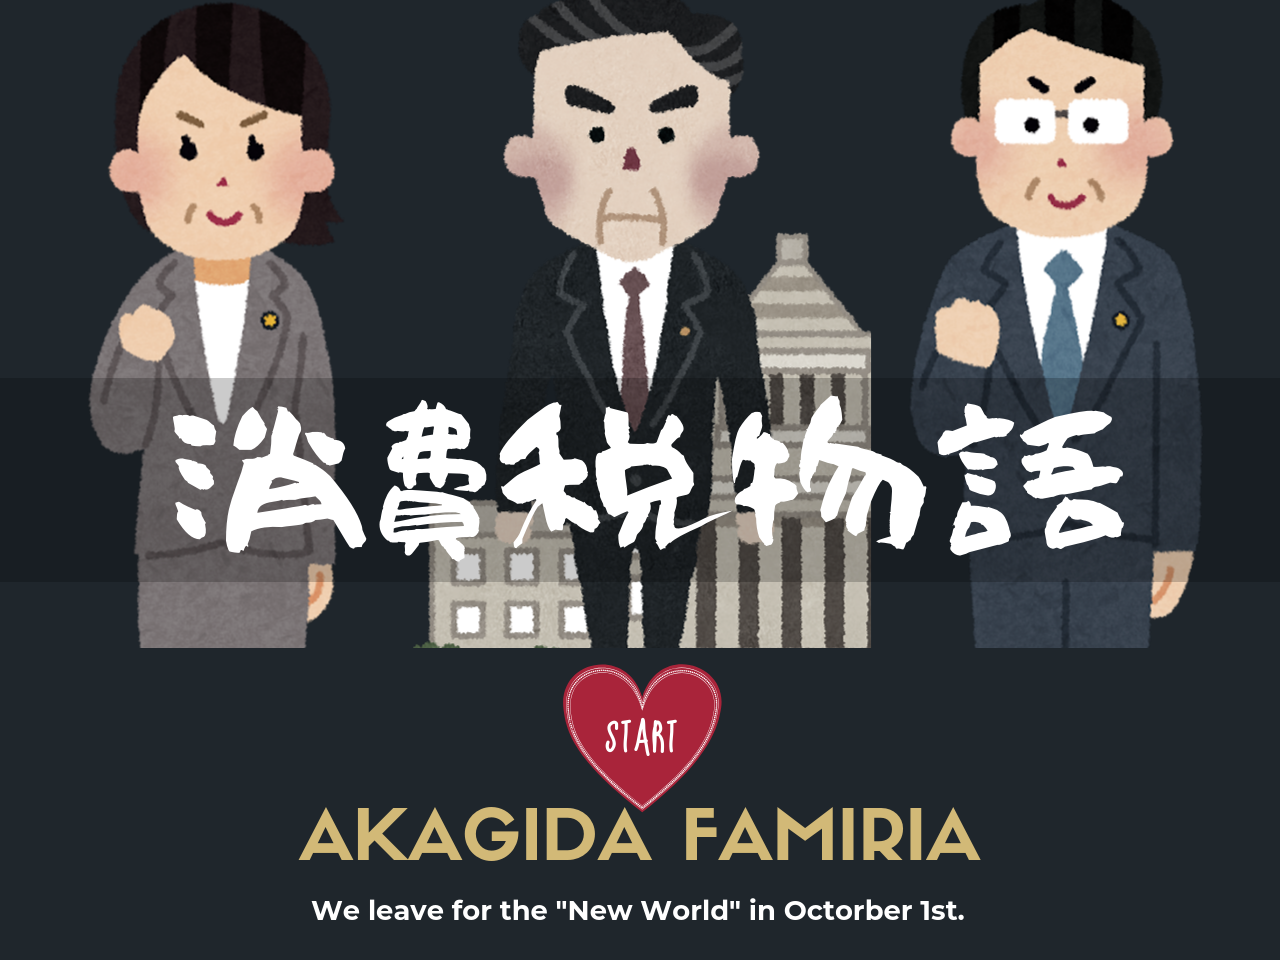 消費税物語
START
AKAGIDA FAMIRIA
We leave for the "New World" in Octorber 1st.